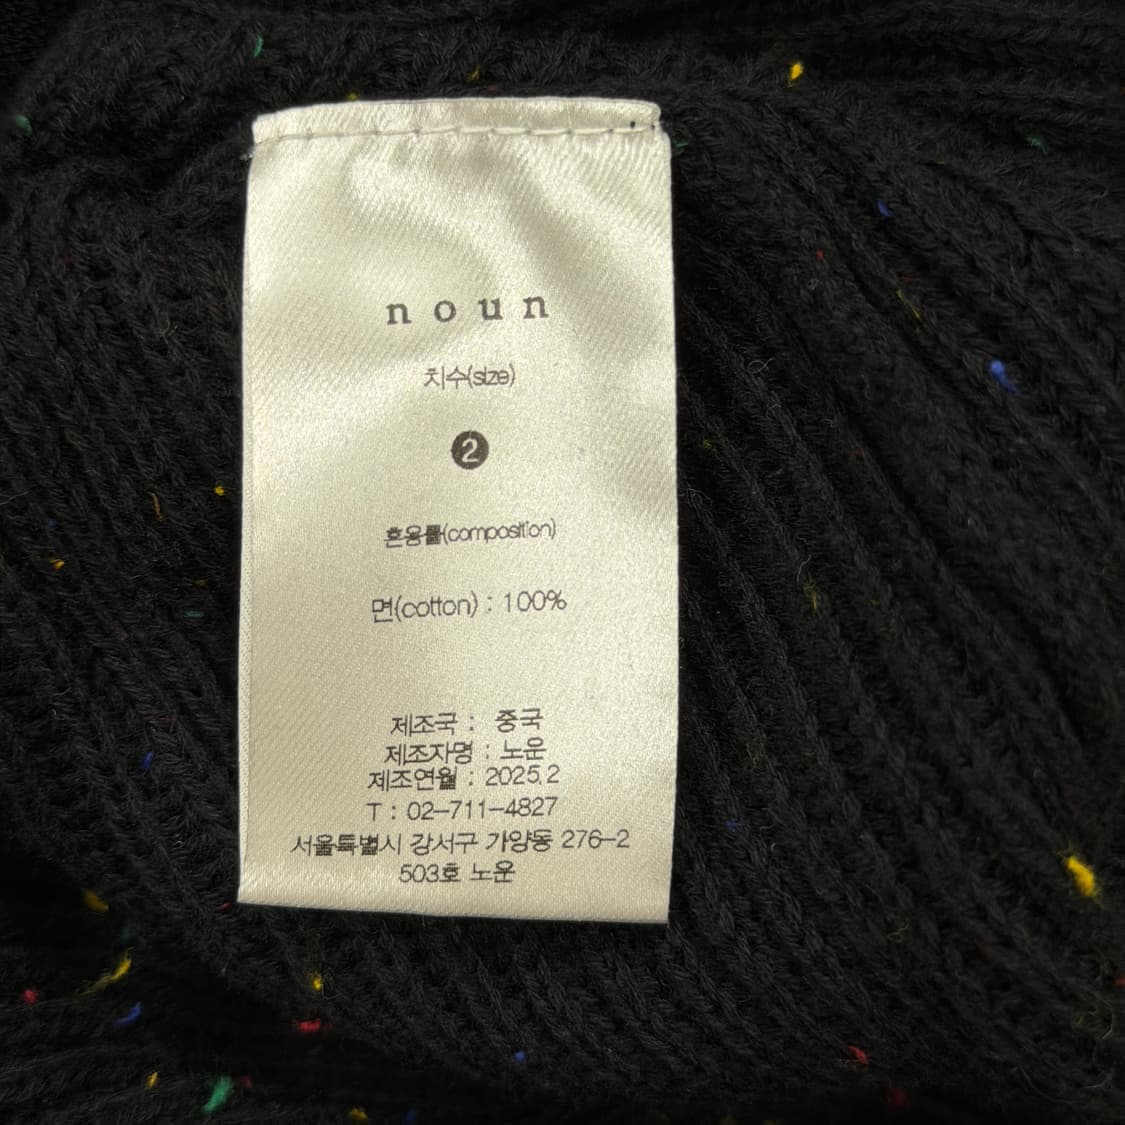 noun
치수(size)
2
혼용률(composition)
면(cotton) : 100%
제조국 : 중국
제조자명 : 노운
제조연월 : 2025.2
T : 02-711-4827
서울특별시 강서구 가양동 276-2
503호 노운